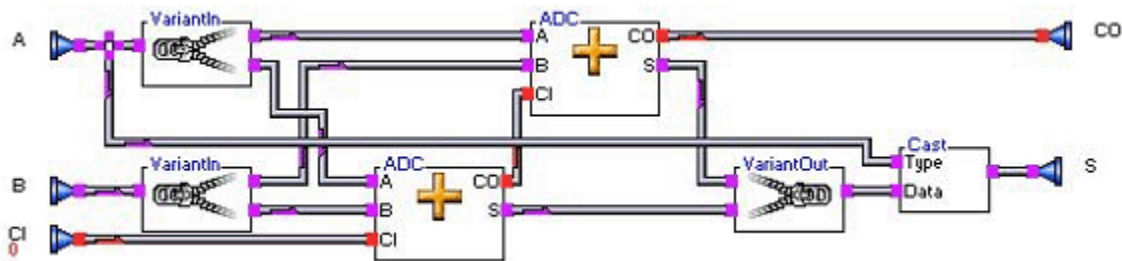 VariantIn
ADC
A
A
CO
CO
B
S
CI
Cast
VariantIn
ADC
VariantOut
Type
S
B
A
CO
Data
B
S
CI
CI
0